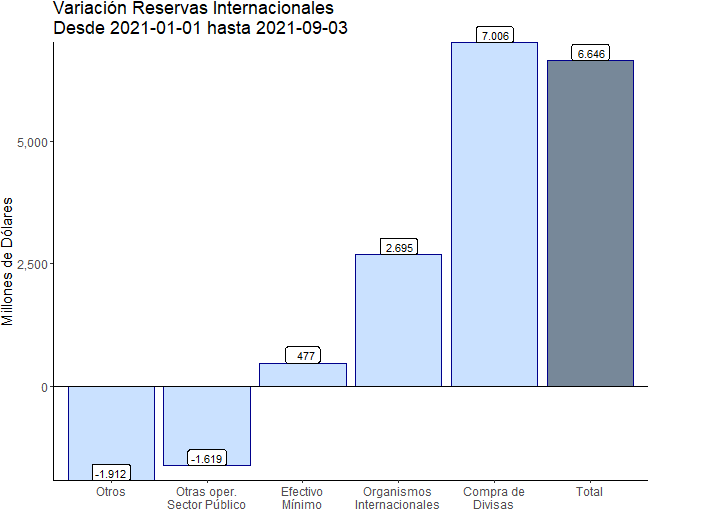 Variación Reservas Internacionales
Desde 2021-01-01 hasta 2021-09-03
Millones de Dólares
5,000
2,500
0
-1.912
-1.619
477
2.695
7.006
6.646
Otros
Otras oper.
Sector Público
Efectivo
Mínimo
Organismos
Internacionales
Compra de
Divisas
Total